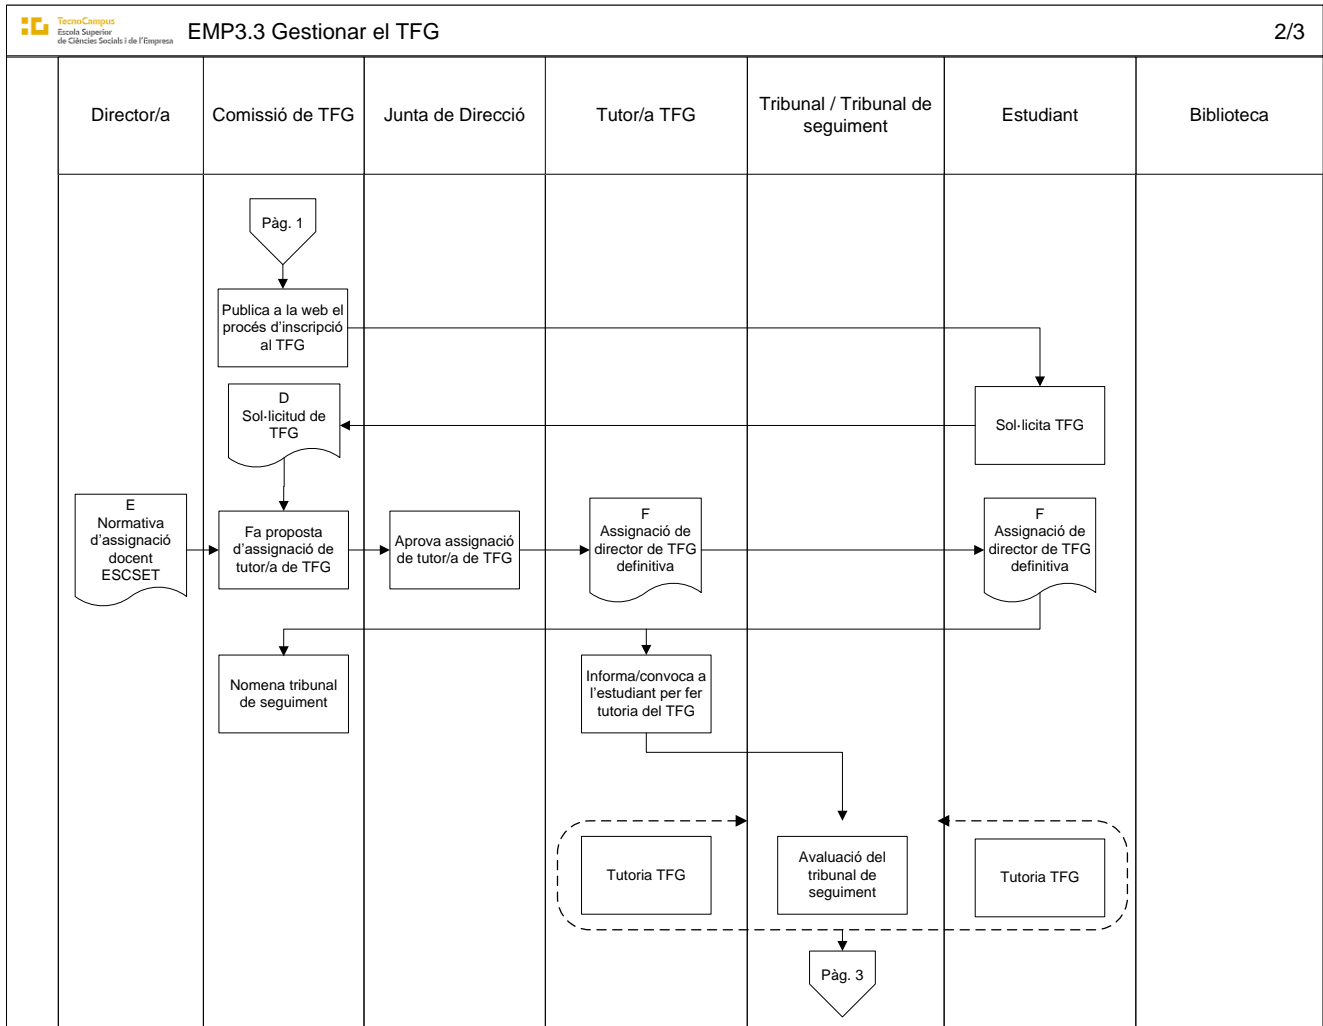 TecnoCampus
Escola Superior
de Ciències Socials i de l'Empresa
EMP3.3 Gestionar el TFG
2/3
Director/a
Comissió de TFG
Junta de Direcció
Tutor/a TFG
Tribunal / Tribunal de
seguiment
Estudiant
Biblioteca
Pàg. 1
Publica a la web el
procés d’inscripció
al TFG
D
Sol·licitud de
TFG
Sol·licita TFG
E
Normativa
d’assignació
docent
ESCSET
Fa proposta
d’assignació de
tutor/a de TFG
Aprova assignació
de tutor/a de TFG
F
Assignació de
director de TFG
definitiva
F
Assignació de
director de TFG
definitiva
Nomena tribunal
de seguiment
Informa/convoca a
l’estudiant per fer
tutoria del TFG
Tutoria TFG
Avaluació del
tribunal de
seguiment
Tutoria TFG
Pàg. 3